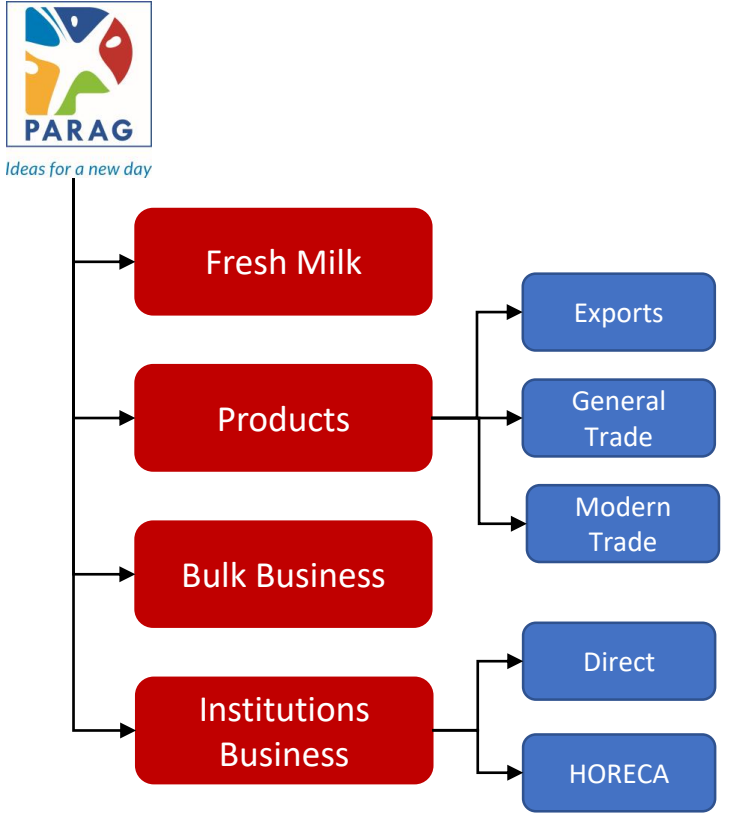 PARAG
Ideas for a new day
Fresh Milk
Products
Bulk Business
Institutions
Business
Exports
General
Trade
Modern
Trade
Direct
HORECA